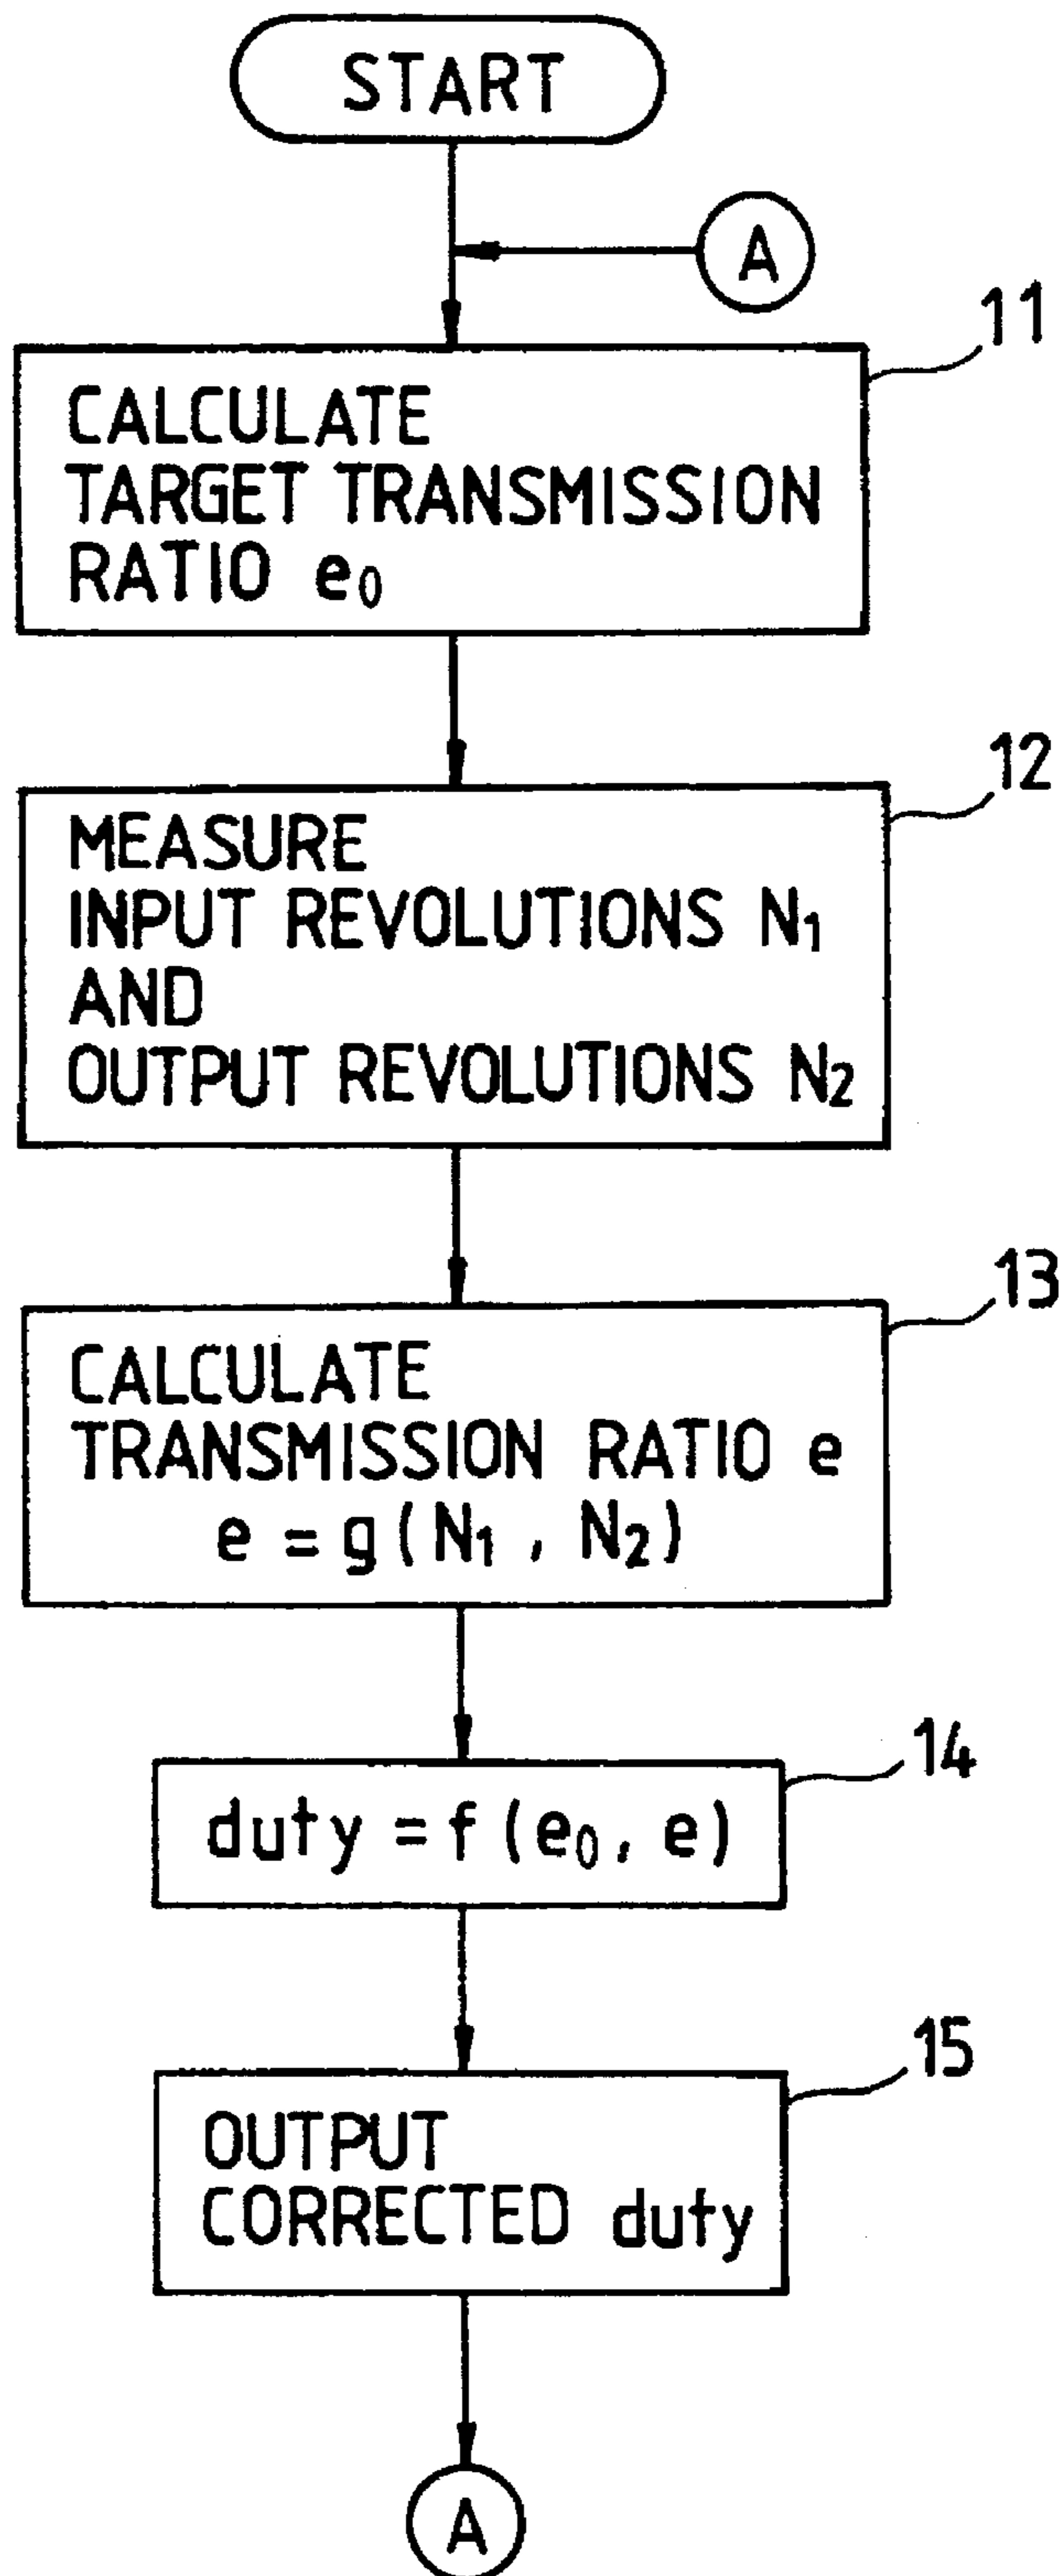 START
A
11
CALCULATE
TARGET TRANSMISSION
RATIO e₀
12
MEASURE
INPUT REVOLUTIONS N₁
AND
OUTPUT REVOLUTIONS N₂
13
CALCULATE
TRANSMISSION RATIO e
e = g ( N₁ , N₂ )
14
duty = f ( e₀ , e )
15
OUTPUT
CORRECTED duty
A